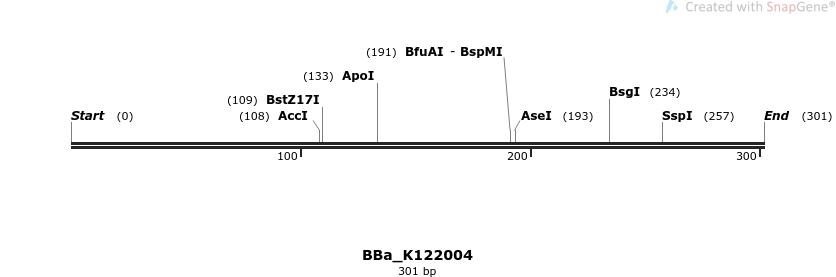 Created with SnapGene®
(191) BfuAI - BspMI
(133) ApoI
BsgI (234)
(109) BstZ17I
Start (0)
(108) AccI
AseI (193)
SspI (257)
End (301)
100
200
300
BBa_K122004
301 bp